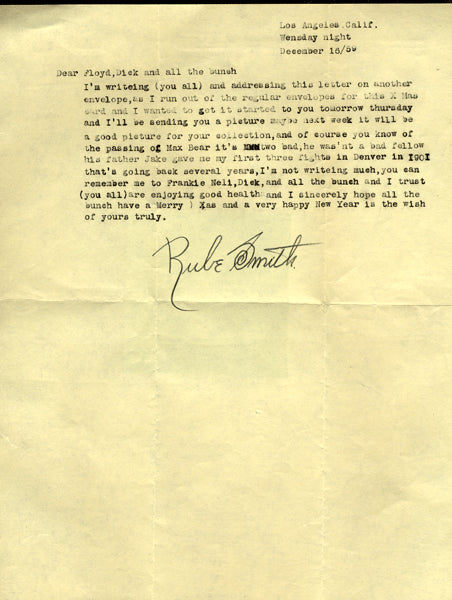 Los Angeles.Calif.
Wensday night
December 16/59
Dear Floyd,Dick and all the bunch
I'm writeing (you all) and addressing this letter on another
envelope,as I run out of the regular envelopes for this X Mas
card and I wanted to get it started to you tomorrow thursday
and I'll be sending you a picture maybe next week it will be
a good picture for your collection,and of course you know of
the passing of Max Bear it's two bad,he was'nt a bad fellow
his father Jake gave me my first three fights in Denver in 1901
that's going back several years,I'm not writeing much,you can
remember me to Frankie Neil,Dick,and all the bunch and I trust
(you all)are enjoying good health and I sincerely hope all the
bunch have a Merry ) Xas and a very happy New Year is the wish
of yours truly.
Rube Smith